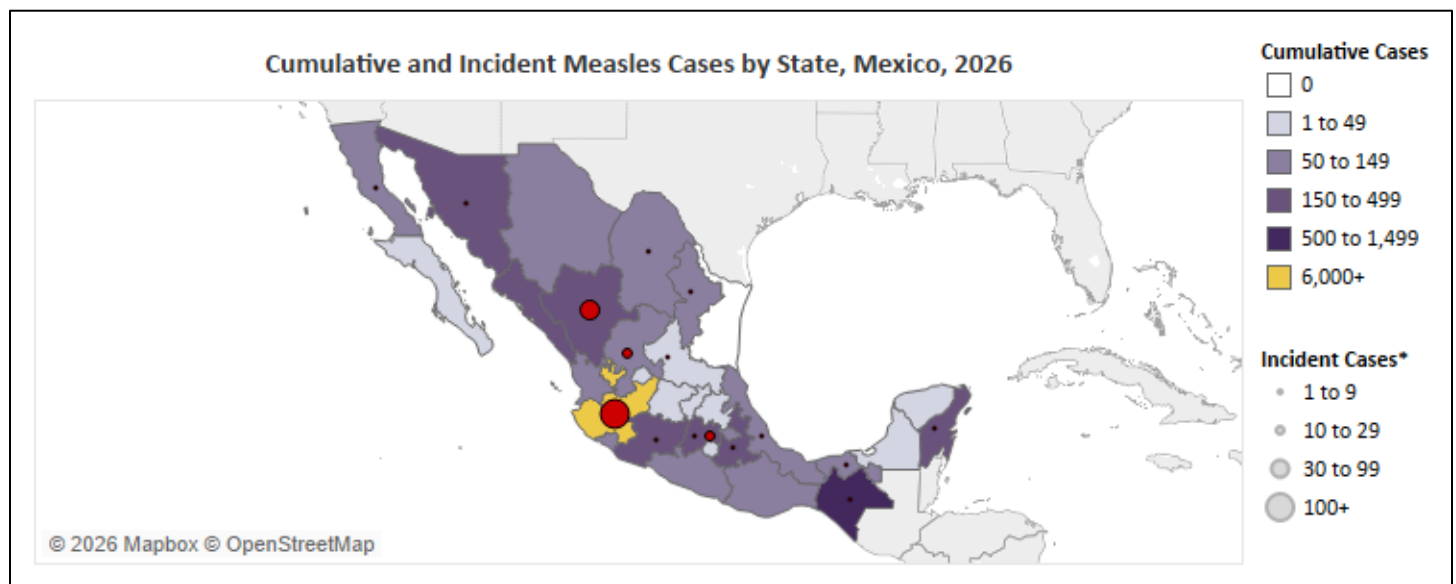 Cumulative and Incident Measles Cases by State, Mexico, 2026
Cumulative Cases
0
1 to 49
50 to 149
150 to 499
500 to 1,499
6,000+
Incident Cases*
1 to 9
10 to 29
30 to 99
100+
© 2026 Mapbox © OpenStreetMap